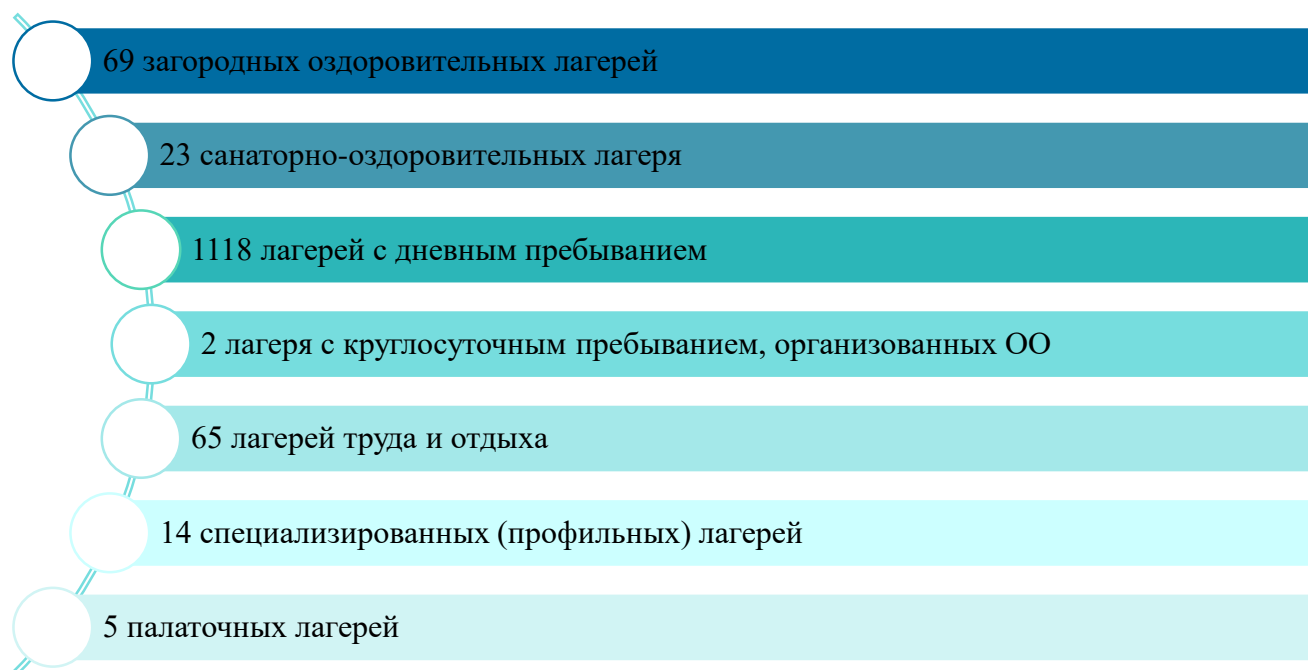 69 загородных оздоровительных лагерей
23 санаторно-оздоровительных лагеря
1118 лагерей с дневным пребыванием
2 лагеря с круглосуточным пребыванием, организованных ОО
65 лагерей труда и отдыха
14 специализированных (профильных) лагерей
5 палаточных лагерей